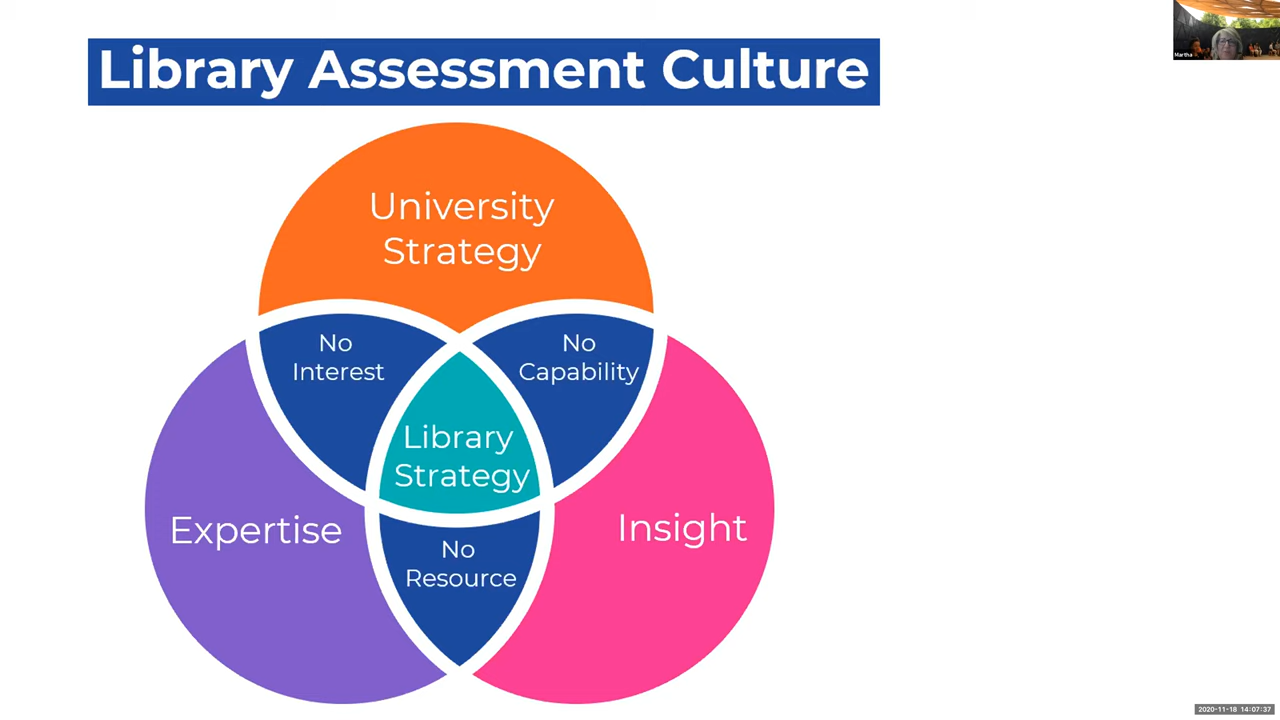 Library Assessment Culture
Martha
University
Strategy
No
Interest
No
Capability
Library
Strategy
Expertise
Insight
No
Resource
2020-11-18 14:07:37